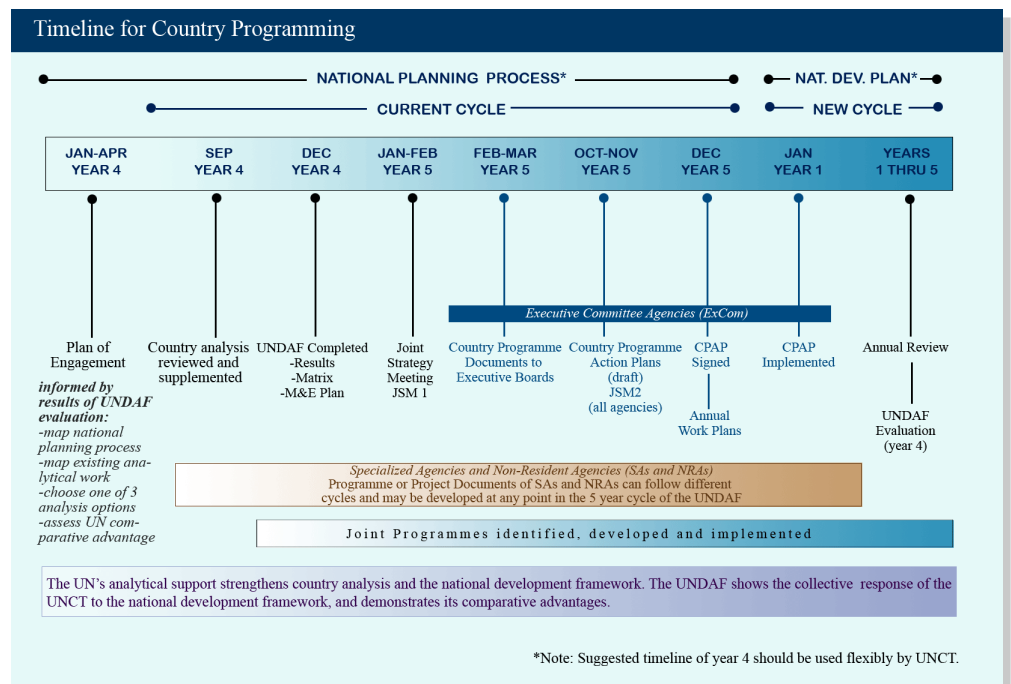 Timeline for Country Programming
NATIONAL PLANNING PROCESS*
NAT. DEV. PLAN*
CURRENT CYCLE
NEW CYCLE
JAN-APR
YEAR 4
SEP
YEAR 4
DEC
YEAR 4
JAN-FEB
YEAR 5
FEB-MAR
YEAR 5
OCT-NOV
YEAR 5
DEC
YEAR 5
JAN
YEAR 1
YEARS
1 THRU 5
Executive Committee Agencies (ExCom)
Plan of
Engagement
informed by
results of UNDAF
evaluation:
-map national
planning process
-map existing ana-
lytical work
-choose one of 3
analysis options
-assess UN com-
parative advantage
Country analysis
reviewed and
supplemented
UNDAF Completed
-Results
-Matrix
-M&E Plan
Joint
Strategy
Meeting
JSM 1
Country Programme
Documents to
Executive Boards
Country Programme
Action Plans
(draft)
JSM2
(all agencies)
CPAP
Signed
Annual
Work Plans
CPAP
Implemented
Annual Review
UNDAF
Evaluation
(year 4)
Specialized Agencies and Non-Resident Agencies (SAs and NRAs)
Programme or Project Documents of SAs and NRAs can follow different
cycles and may be developed at any point in the 5 year cycle of the UNDAF
Joint Programmes identified, developed and implemented
The UN's analytical support strengthens country analysis and the national development framework. The UNDAF shows the collective response of the
UNCT to the national development framework, and demonstrates its comparative advantages.
*Note: Suggested timeline of year 4 should be used flexibly by UNCT.